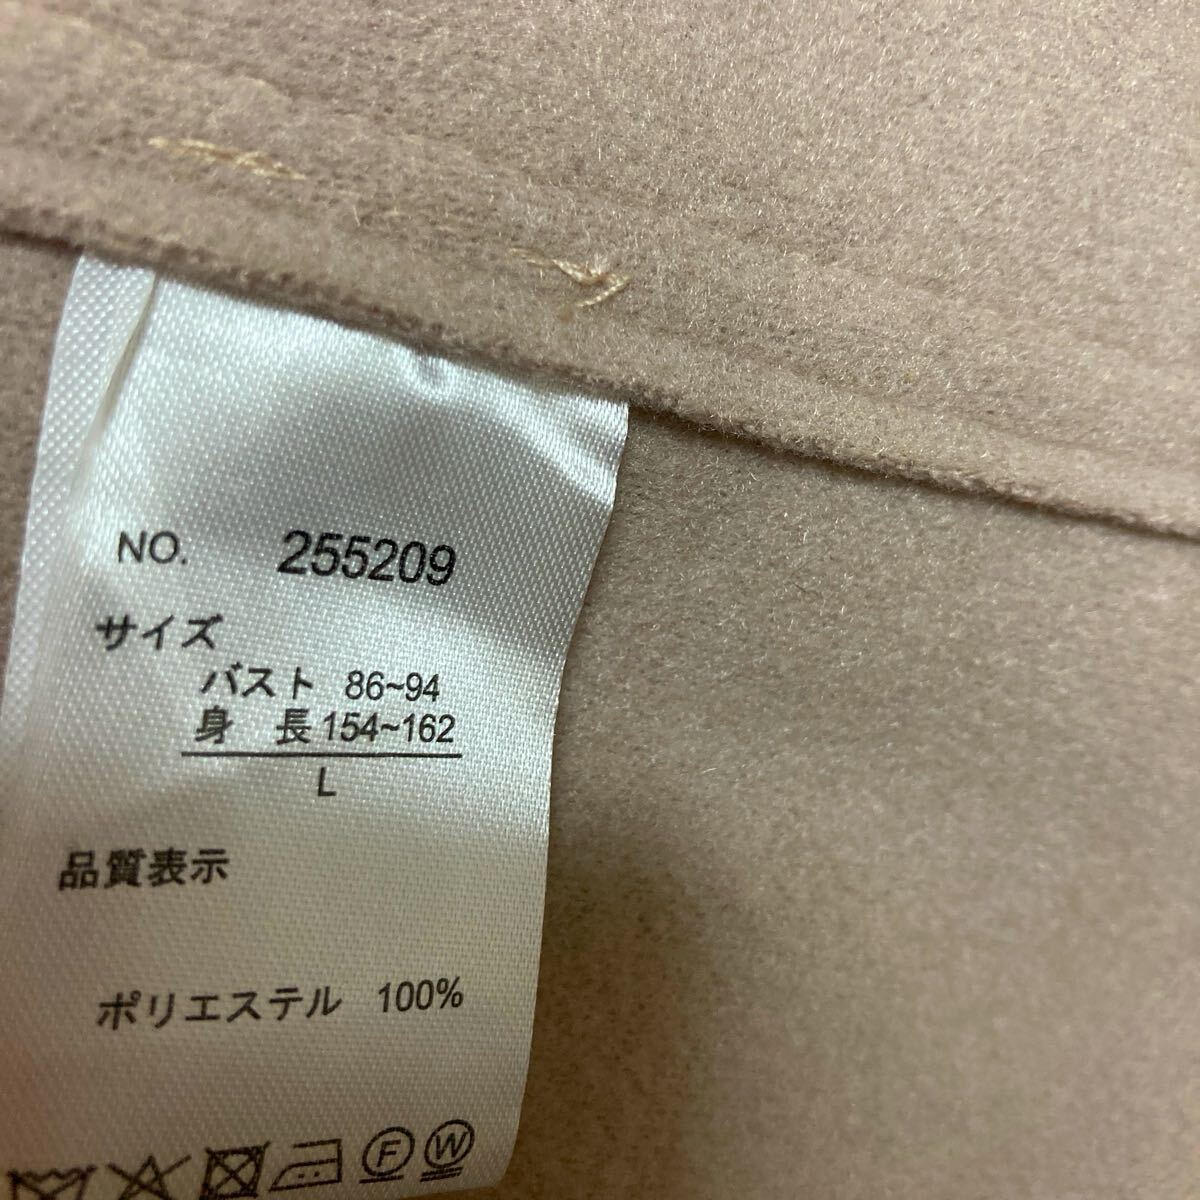 NO. 255209
サイズ
バスト 86~94
身 長 154~162
L
品質表示
ポリエステル 100%
F W